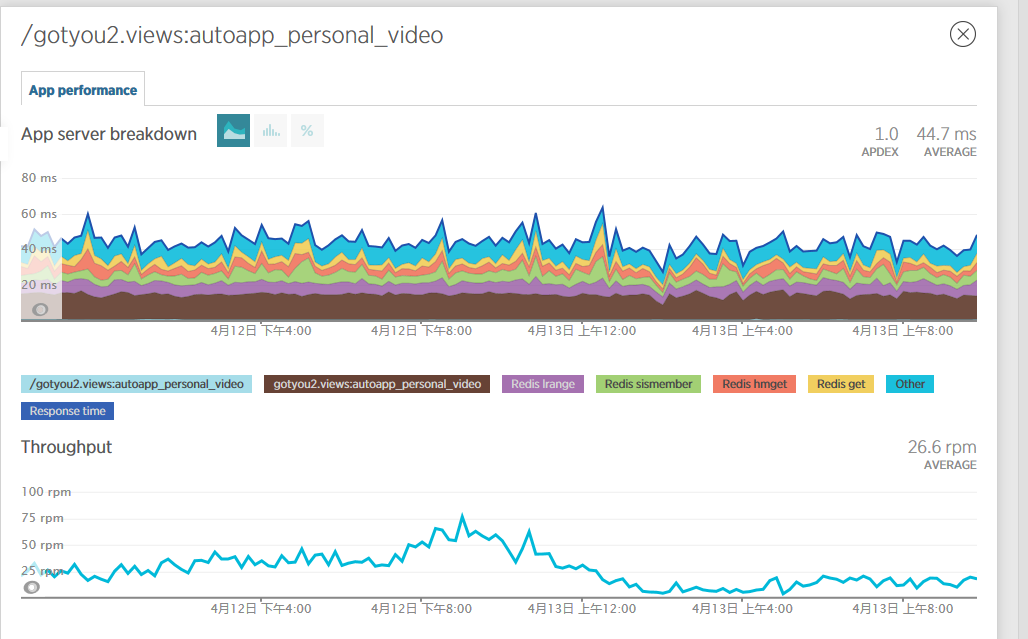 /gotyou2.views:autoapp_personal_video
App performance
App server breakdown
%
1.0 44.7 ms
APDEX AVERAGE
80 ms
60 ms
40 ms
20 ms
4月12日 下午4:00 4月12日 下午8:00 4月13日 上午12:00 4月13日 上午4:00 4月13日 上午8:00
/gotyou2.views:autoapp_personal_video gotyou2.views:autoapp_personal_video Redis lrange Redis sismember Redis hmget Redis get Other
Response time
Throughput
26.6 rpm
AVERAGE
100 rpm
75 rpm
50 rpm
25 rpm
4月12日 下午4:00 4月12日 下午8:00 4月13日 上午12:00 4月13日 上午4:00 4月13日 上午8:00